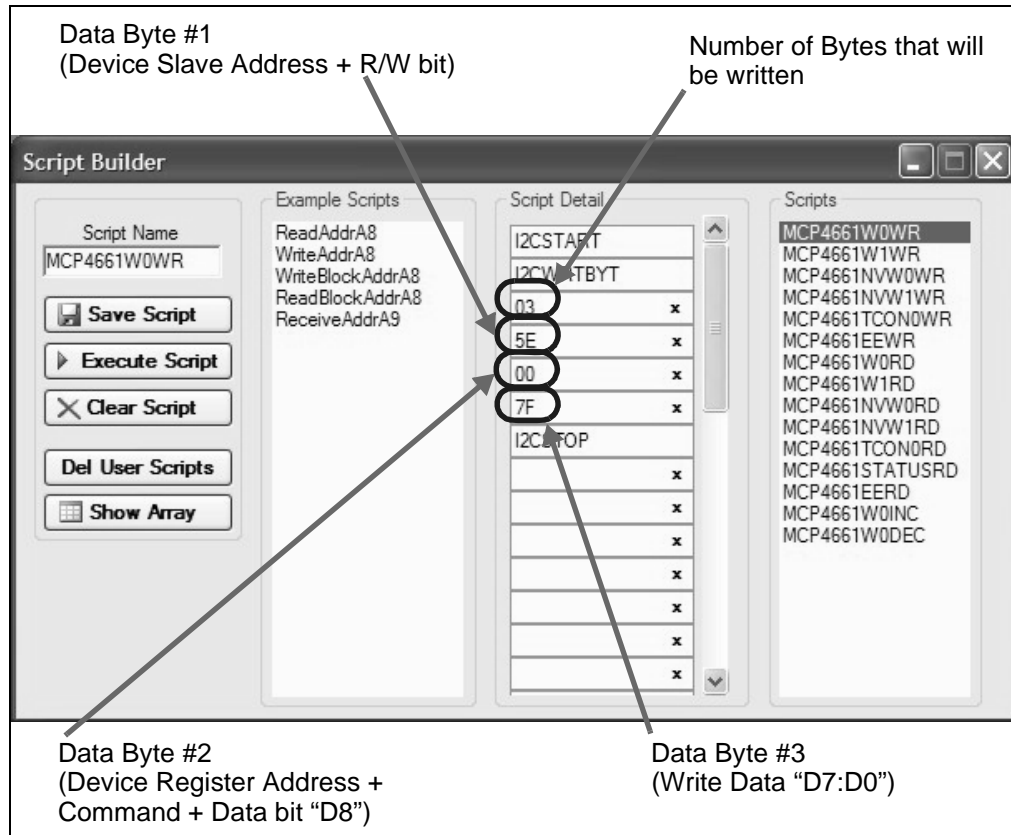 Data Byte #1
(Device Slave Address + R/W bit)
Number of Bytes that will
be written
Script Builder
Script Name
MCP4661W0WR
Save Script
Execute Script
Clear Script
Del User Scripts
Show Array
Example Scripts
ReadAddrA8
WriteAddrA8
WriteBlockAddrA8
ReadBlockAddrA8
ReceiveAddrA9
Script Detail
I2CSTART
03 x
5E x
00 x
7F x
I2CSTOP
x
x
x
x
x
x
x
Scripts
MCP4661W0WR
MCP4661W1WR
MCP4661NVW0WR
MCP4661NVW1WR
MCP4661TCON0WR
MCP4661EEWR
MCP4661W0RD
MCP4661W1RD
MCP4661NVW0RD
MCP4661NVW1RD
MCP4661TCON0RD
MCP4661STATUSRD
MCP4661EERD
MCP4661W0INC
MCP4661W0DEC
Data Byte #2
(Device Register Address +
Command + Data bit “D8”)
Data Byte #3
(Write Data “D7:D0”)